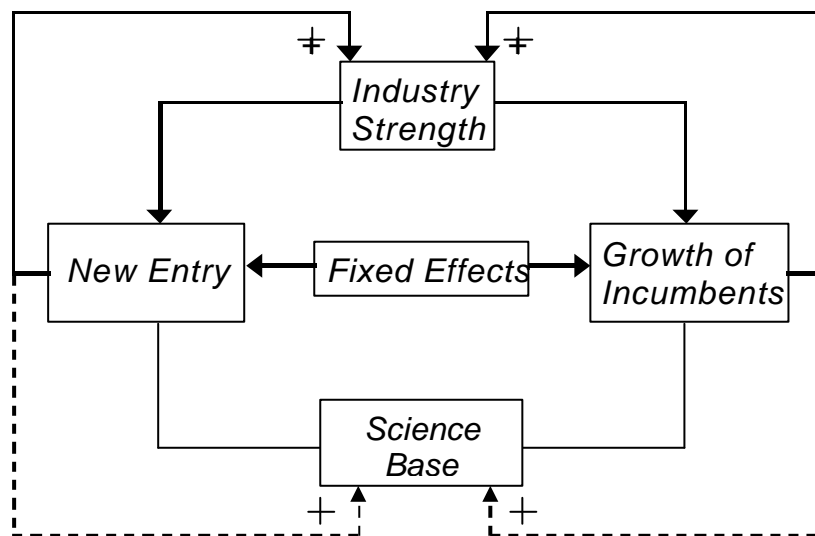 + +
Industry
Strength
New Entry
Fixed Effects
Growth of
Incumbents
Science
Base
+ +